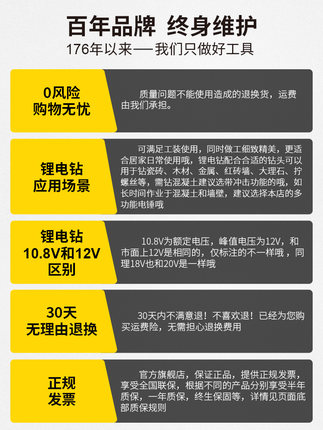 百年品牌 终身维护
176年以来—我们只做好工具
0风险
购物无忧
质量问题不能使用造成的退换货，运费
由我们承担。
锂电钻
应用场景
可满足工装使用，同时做工细致精美，更适
合居家日常使用哦，锂电钻配合合适的钻头可以
用于钻瓷砖、木材、金属、红砖墙、大理石、拧
螺丝等，需钻混凝土建议选带冲击功能的哦，如
长时间作业于混凝土和墙壁，建议选择本店的多
功能电锤哦
锂电钻
10.8V和12V
区别
10.8V为额定电压，峰值电压为12V，和
市面上12V是相同的，仅标注的不一样哦，同
理18V也和20V是一样哦
30天
无理由退换
30天内不满意退！不喜欢退！已经为您购
买运费险，无需担心退换费用
正规
发票
官方旗舰店，保证正品，提供正规发票，
享受全国联保，根据不同的产品分别享受半年
质保，一年质保，终生保固等，详情见页面底
部质保规则